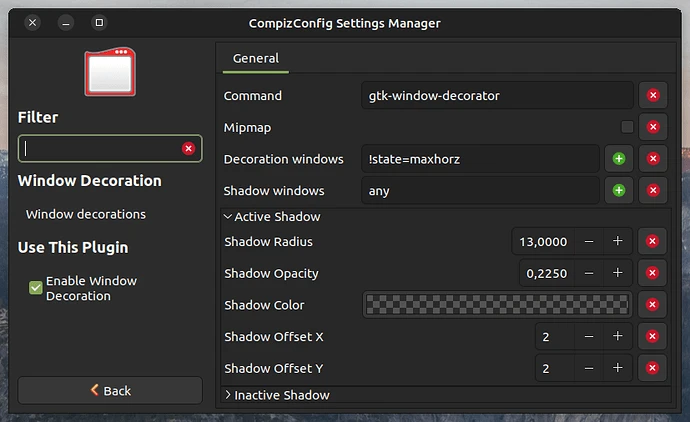 CompizConfig Settings Manager
Filter
Window Decoration
Window decorations
Use This Plugin
Enable Window
Decoration
Back
General
Command gtk-window-decorator
Mipmap
Decoration windows !state=maxhorz
Shadow windows any
Active Shadow
Shadow Radius 13,0000
Shadow Opacity 0,2250
Shadow Color
Shadow Offset X 2
Shadow Offset Y 2
Inactive Shadow